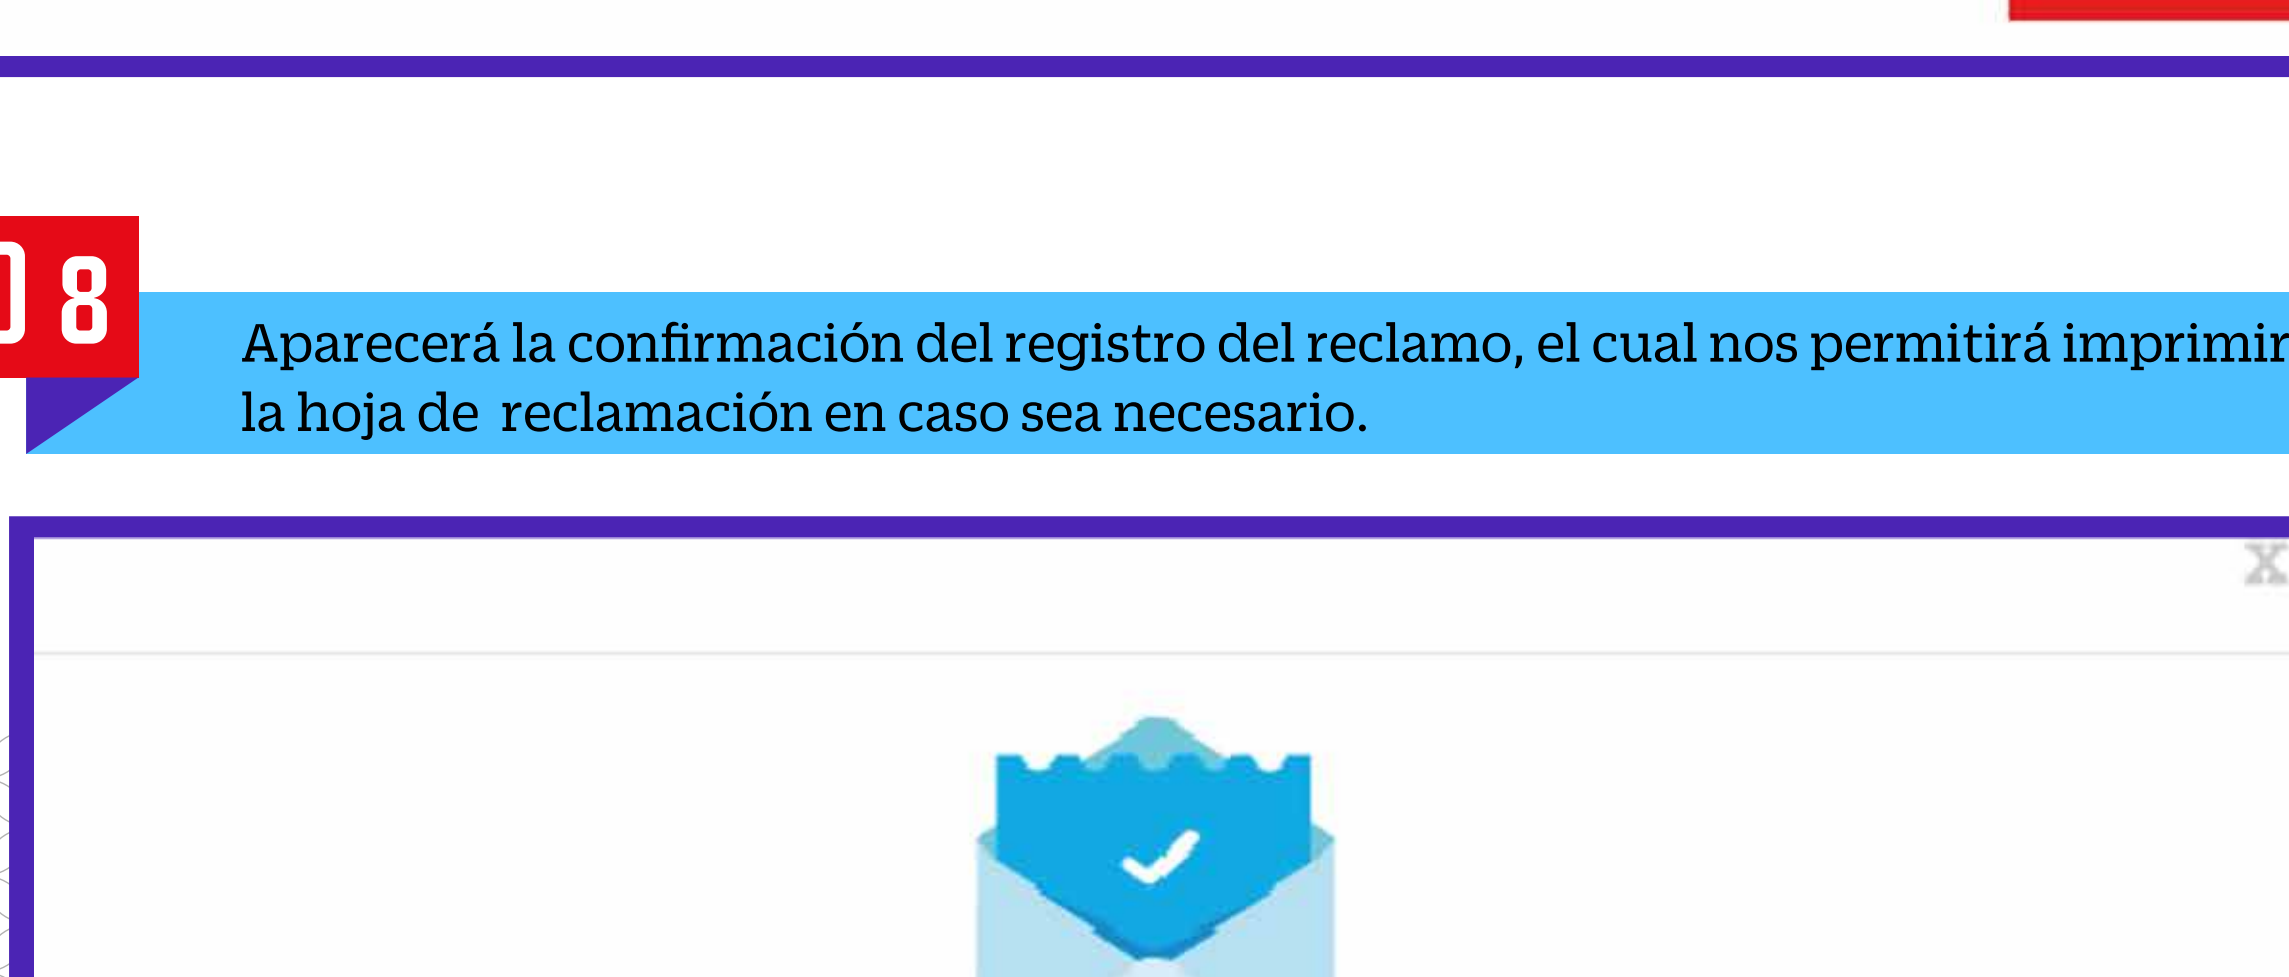 8
Aparecerá la confirmación del registro del reclamo, el cual nos permitirá imprimir
la hoja de  reclamación en caso sea necesario.
x